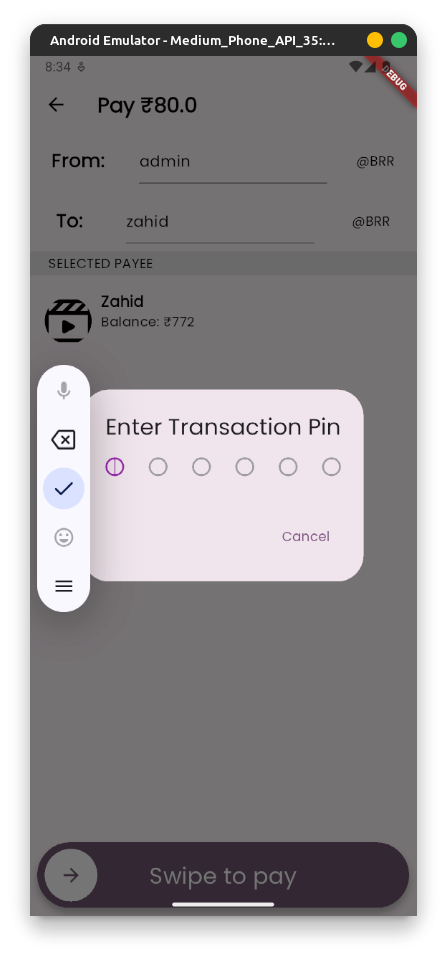 Android Emulator - Medium_Phone_API_35:...
8:34
DEBUG
Pay ₹80.0
From: admin @BRR
To: zahid @BRR
SELECTED PAYEE
Zahid
Balance: ₹772
Enter Transaction Pin
Cancel
Swipe to pay